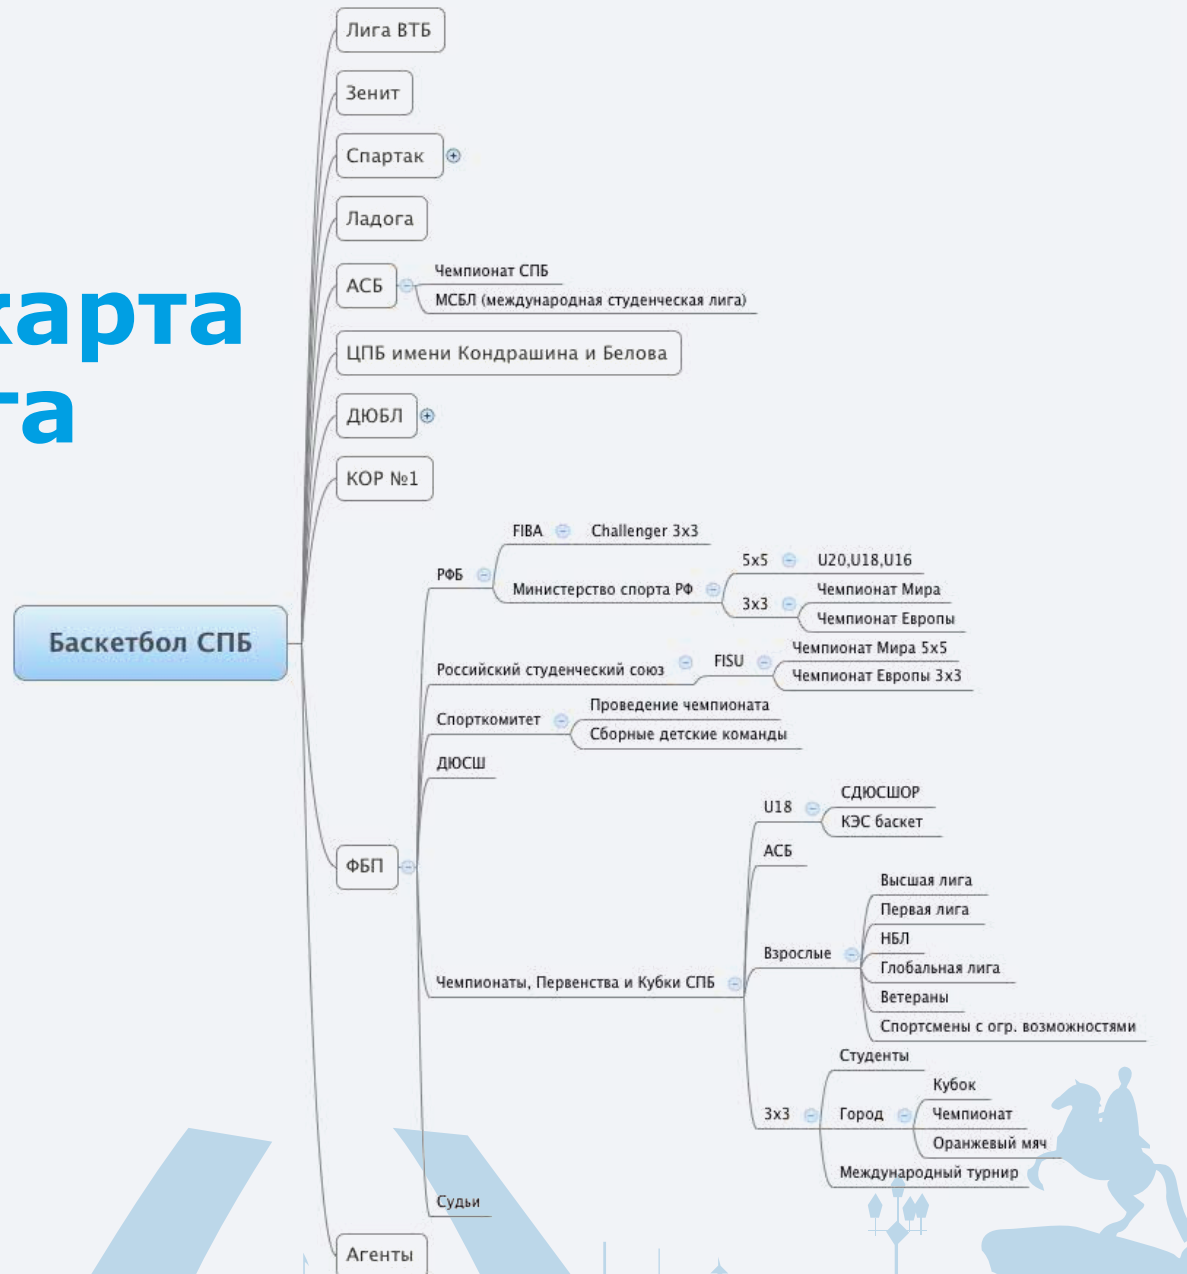 карта
та
Баскетбол СПБ
Лига ВТБ
Зенит
Спартак
Ладога
АСБ
Чемпионат СПБ
МСБЛ (международная студенческая лига)
ЦПБ имени Кондрашина и Белова
ДЮБЛ
КОР №1
ФБП
РФБ
FIBA
Challenger 3x3
Министерство спорта РФ
5x5
U20,U18,U16
3x3
Чемпионат Мира
Чемпионат Европы
Российский студенческий союз
FISU
Чемпионат Мира 5x5
Чемпионат Европы 3x3
Спорткомитет
Проведение чемпионата
Сборные детские команды
ДЮСШ
Чемпионаты, Первенства и Кубки СПБ
U18
СДЮСШОР
КЭС баскет
АСБ
Взрослые
Высшая лига
Первая лига
НБЛ
Глобальная лига
Ветераны
Спортсмены с огр. возможностями
3x3
Студенты
Город
Кубок
Чемпионат
Оранжевый мяч
Международный турнир
Судьи
Агенты